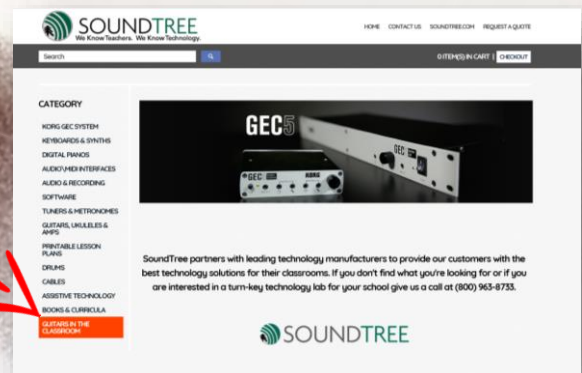 SOUNDTREE
We Know Teachers. We Know Technology.
HOME CONTACT US SOUNDTREE.COM REQUEST A QUOTE
Search
0 ITEM(S) IN CART | CHECKOUT
CATEGORY
KORG GEC SYSTEM
KEYBOARDS & SYNTHS
DIGITAL PIANOS
AUDIO\MIDI INTERFACES
AUDIO & RECORDING
SOFTWARE
TUNERS & METRONOMES
GUITARS, UKULELES &
AMPS
PRINTABLE LESSON
PLANS
DRUMS
CABLES
ASSISTIVE TECHNOLOGY
BOOKS & CURRICULA
GUITARS IN THE
CLASSROOM
GEC5
GEC
GEC KORG
SoundTree partners with leading technology manufacturers to provide our customers with the
best technology solutions for their classrooms. If you don't find what you're looking for or if you
are interested in a turn-key technology lab for your school give us a call at (800) 963-8733.
SOUNDTREE